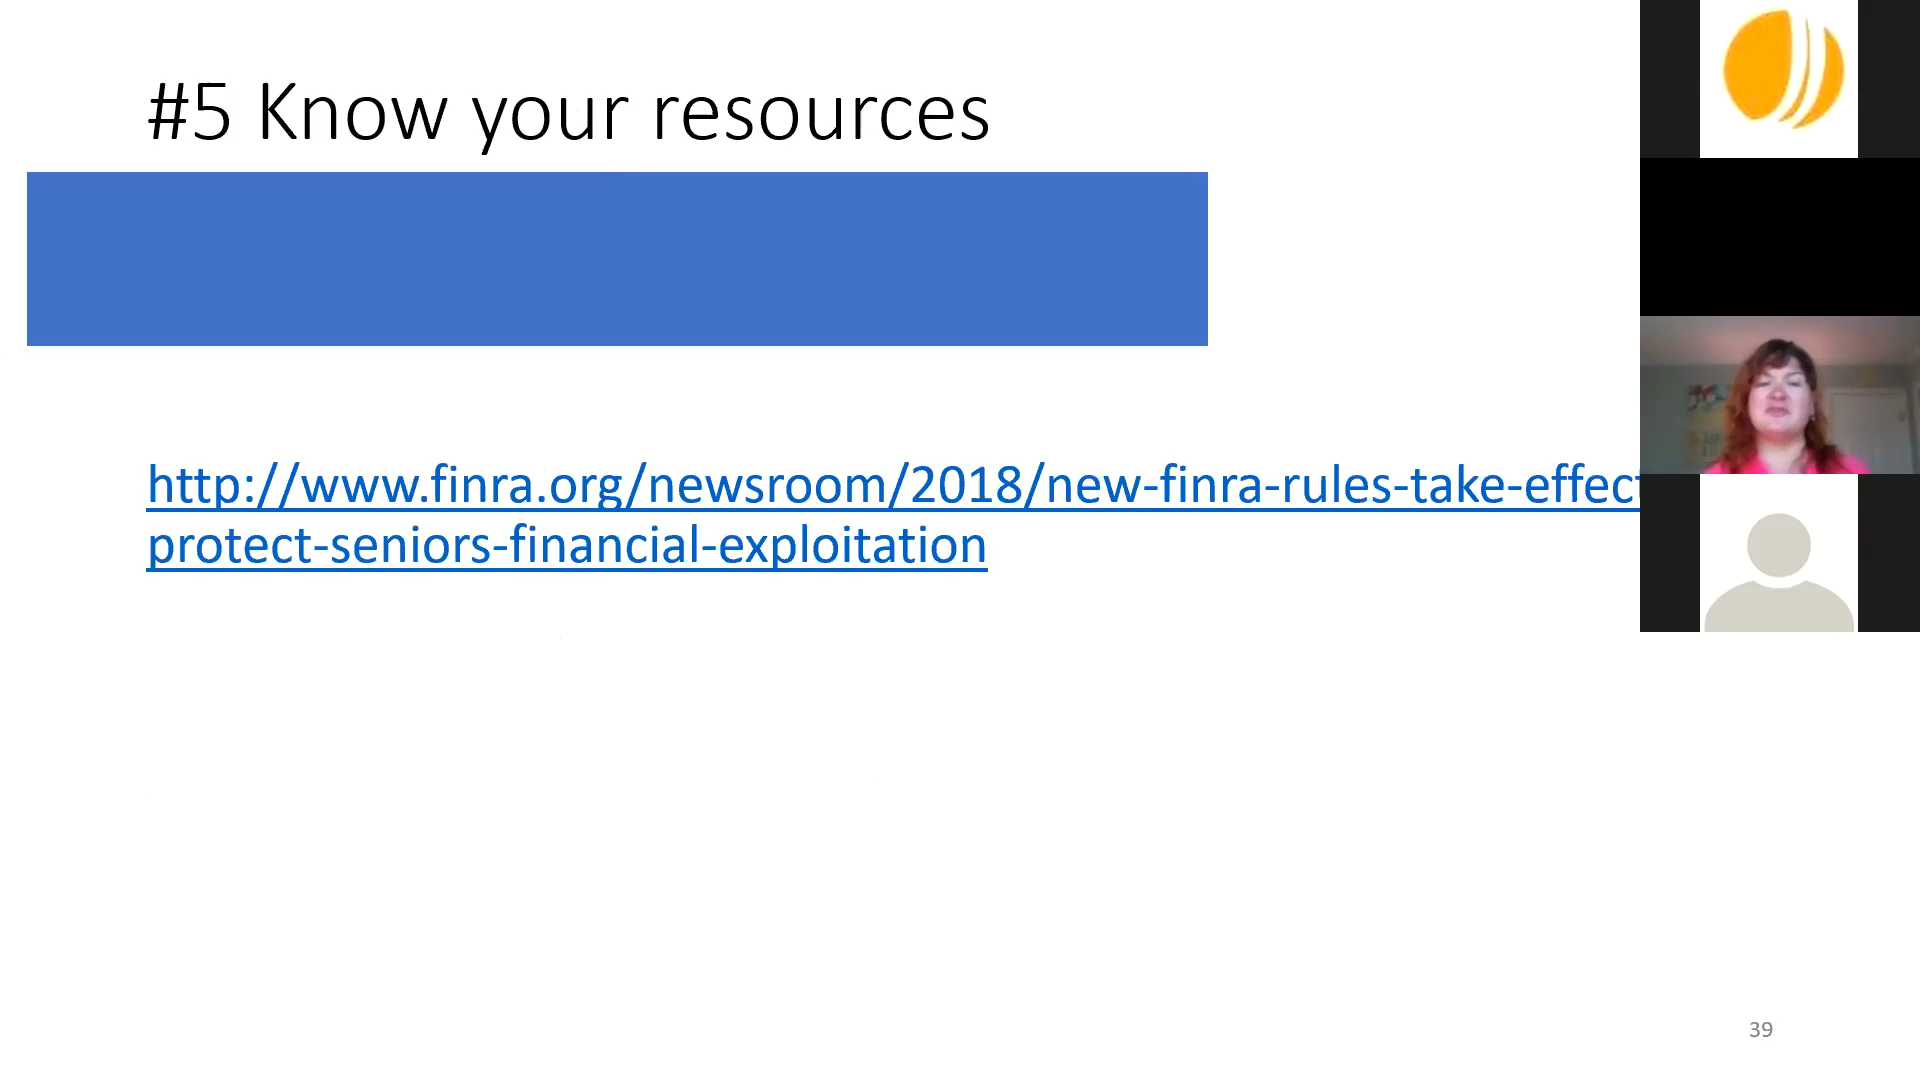 #5 Know your resources
http://www.finra.org/newsroom/2018/new-finra-rules-take-effect
protect-seniors-financial-exploitation
39